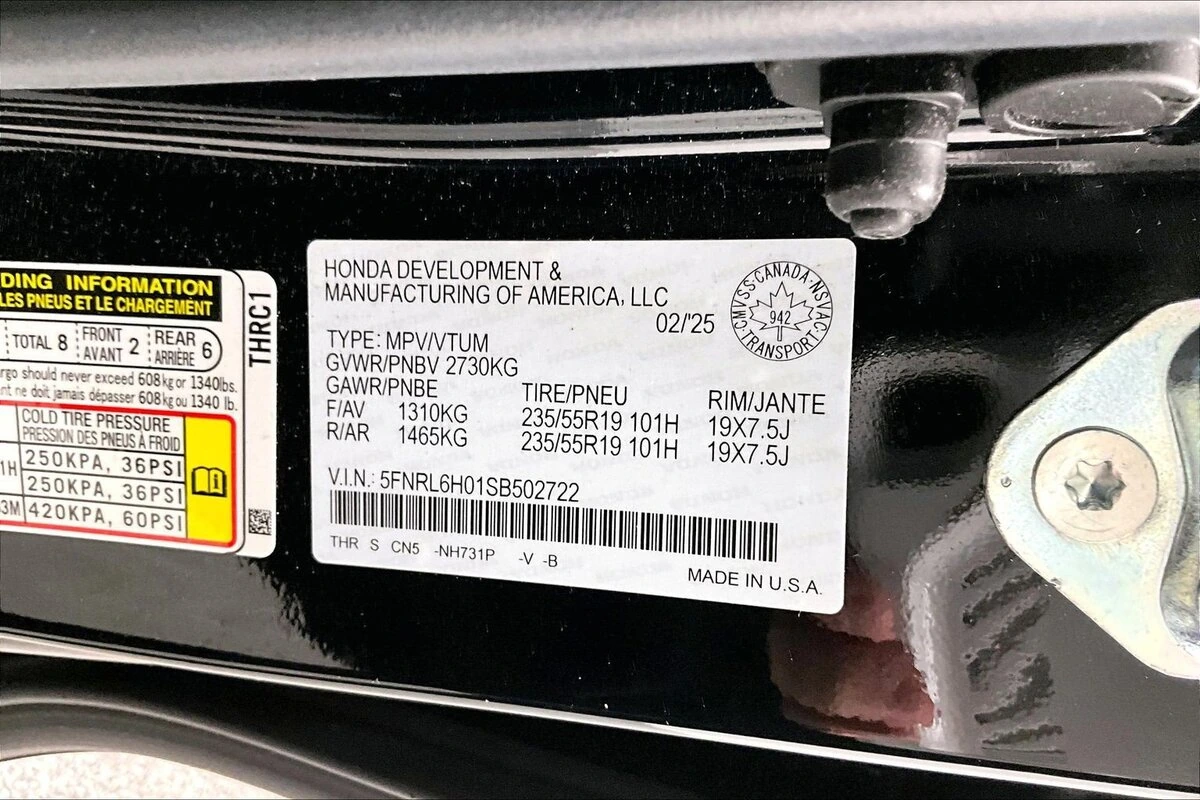 DING INFORMATION
LES PNEUS ET LE CHARGEMENT
TOTAL 8 FRONT AVANT 2 REAR ARRIÈRE 6
rgo should never exceed 608kg or 1340lbs.
nt ne doit jamais dépasser 608kg ou 1340 lb.
COLD TIRE PRESSURE
PRESSION DES PNEUS À FROID
1H 250KPA, 36PSI
250KPA, 36PSI
3M 420KPA, 60PSI
THRC1
HONDA DEVELOPMENT &
MANUFACTURING OF AMERICA, LLC
02/'25
CMVSS·CANADA·NSVAC
942
TRANSPORT
TYPE: MPV/VTUM
GVWR/PNBV 2730KG
GAWR/PNBE TIRE/PNEU RIM/JANTE
F/AV 1310KG 235/55R19 101H 19X7.5J
R/AR 1465KG 235/55R19 101H 19X7.5J
V.I.N.: 5FNRL6H01SB502722
THR S CN5 -NH731P -V -B
MADE IN U.S.A.